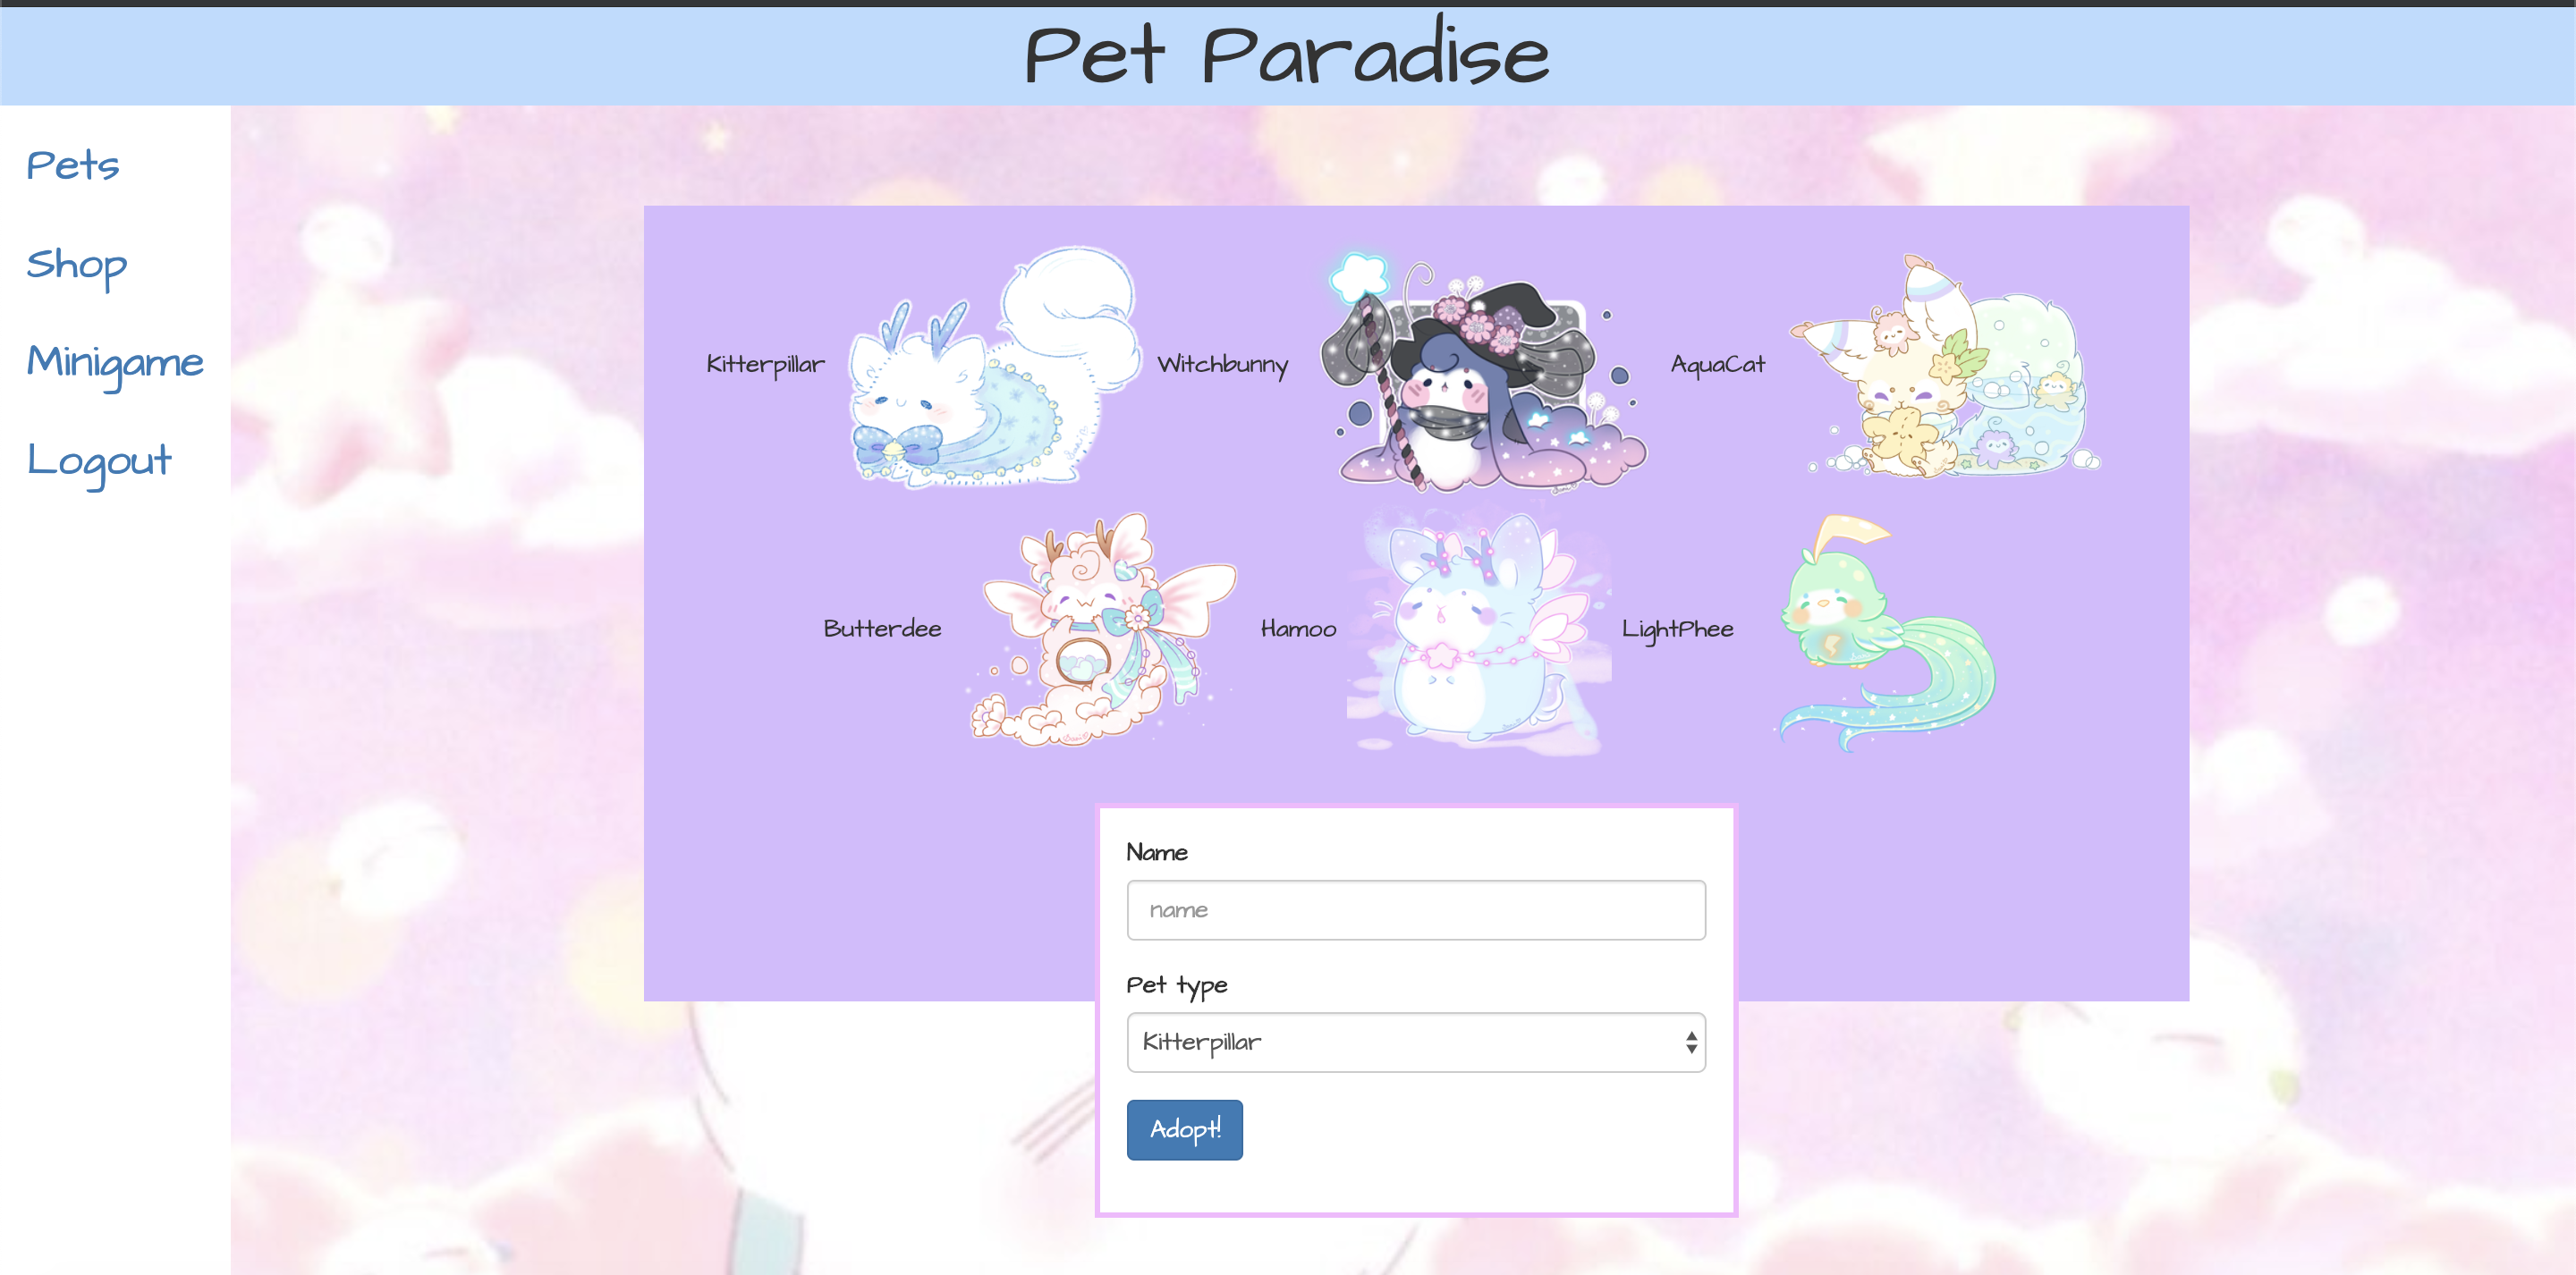 Pet Paradise
Pets
Shop
Minigame
Logout
Kitterpillar
Witchbunny
AquaCat
Butterdee
Hamoo
LightPhee
Name
name
Pet type
Kitterpillar
Adopt!